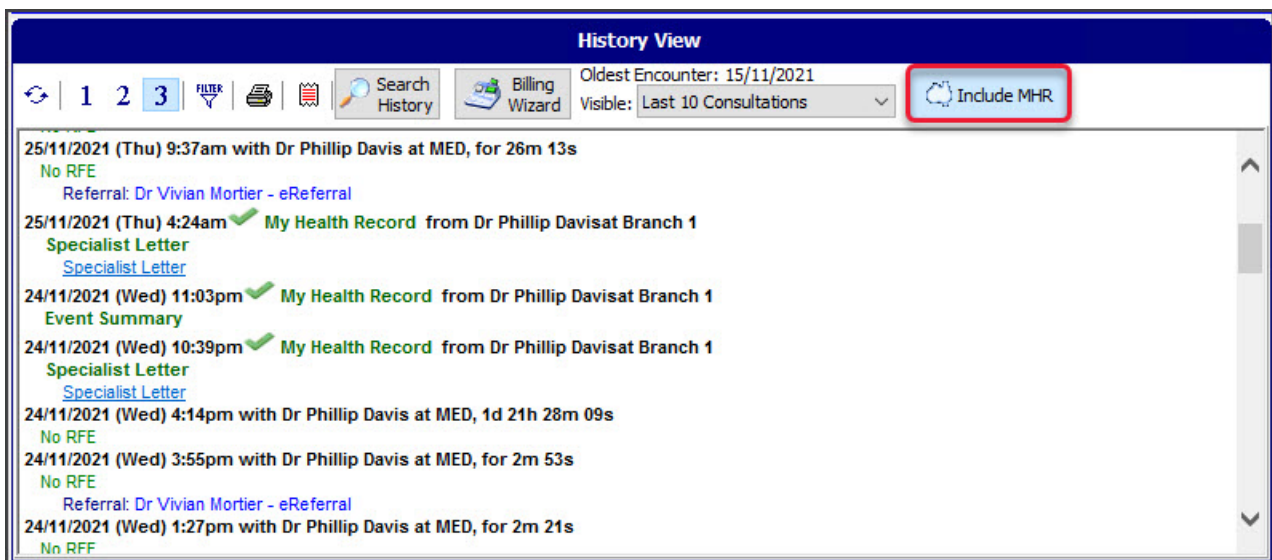 History View
1 2 3 FILTER Search History Billing Wizard Oldest Encounter: 15/11/2021 Visible: Last 10 Consultations Include MHR
No RFE
25/11/2021 (Thu) 9:37am with Dr Phillip Davis at MED, for 26m 13s
No RFE
Referral: Dr Vivian Mortier - eReferral
25/11/2021 (Thu) 4:24am My Health Record from Dr Phillip Davisat Branch 1
Specialist Letter
Specialist Letter
24/11/2021 (Wed) 11:03pm My Health Record from Dr Phillip Davisat Branch 1
Event Summary
24/11/2021 (Wed) 10:39pm My Health Record from Dr Phillip Davisat Branch 1
Specialist Letter
Specialist Letter
24/11/2021 (Wed) 4:14pm with Dr Phillip Davis at MED, 1d 21h 28m 09s
No RFE
24/11/2021 (Wed) 3:55pm with Dr Phillip Davis at MED, for 2m 53s
No RFE
Referral: Dr Vivian Mortier - eReferral
24/11/2021 (Wed) 1:27pm with Dr Phillip Davis at MED, for 2m 21s
No RFE